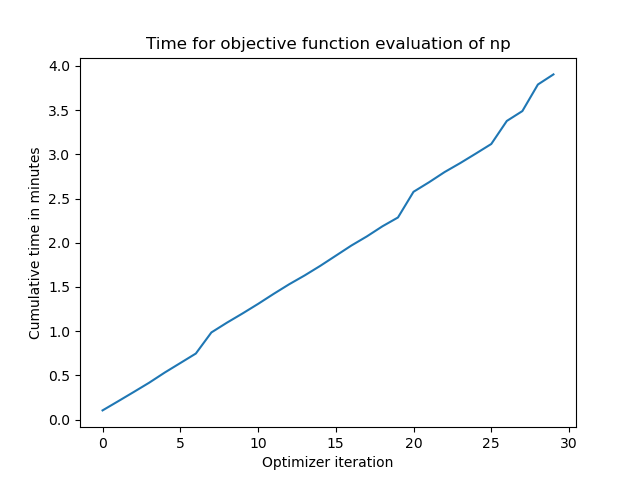 Time for objective function evaluation of np
4.0
3.5
3.0
2.5
2.0
1.5
1.0
0.5
0.0
Cumulative time in minutes
0 5 10 15 20 25 30
Optimizer iteration